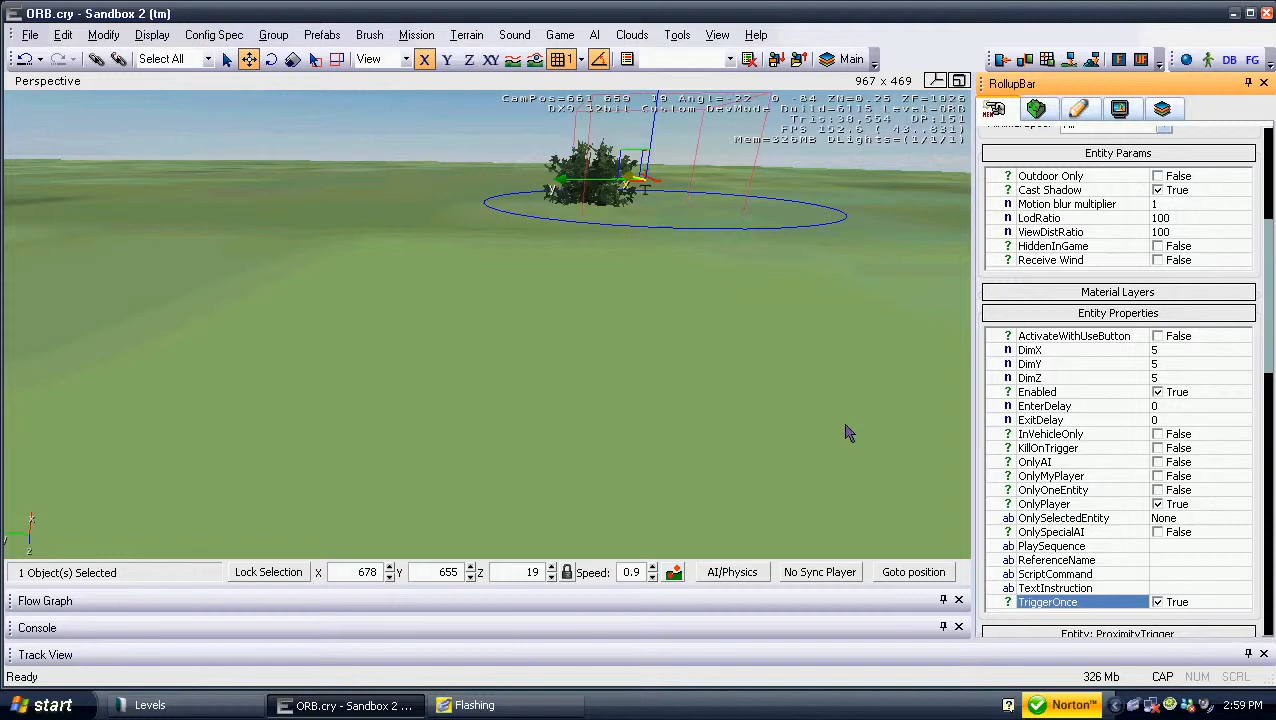 ORB.cry - Sandbox 2 (tm)
File Edit Modify Display Config Spec Group Prefabs Brush Mission Terrain Sound Game AI Clouds Tools View Help
Select All View X Y Z XY 1 Main F UF DB FG
Perspective 967 x 469
RollupBar
Entity Params
Outdoor Only False
Cast Shadow True
Motion blur multiplier 1
LodRatio 100
ViewDistRatio 100
HiddenInGame False
Receive Wind False
Material Layers
Entity Properties
ActivateWithUseButton False
DimX 5
DimY 5
DimZ 5
Enabled True
EnterDelay 0
ExitDelay 0
InVehicleOnly False
KillOnTrigger False
OnlyAI False
OnlyMyPlayer False
OnlyOneEntity False
OnlyPlayer True
OnlySelectedEntity None
OnlySpecialAI False
PlaySequence
ReferenceName
ScriptCommand
TextInstruction
TriggerOnce True
Entity: ProximityTrigger
1 Object(s) Selected Lock Selection X 678 Y 655 Z 19 Speed: 0.9 AI/Physics No Sync Player Goto position
Flow Graph
Console
Track View
Ready 326 Mb CAP NUM SCRL
start Levels ORB.cry - Sandbox 2 ... Flashing Norton™ 2:59 PM